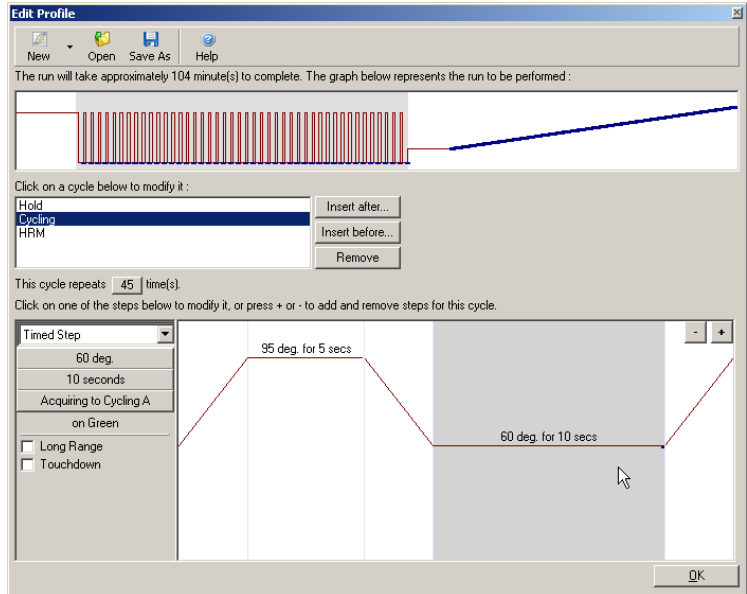 Edit Profile
New Open Save As Help
The run will take approximately 104 minute(s) to complete. The graph below represents the run to be performed :
Click on a cycle below to modify it :
Hold
Cycling
HRM
Insert after...
Insert before...
Remove
This cycle repeats 45 time(s).
Click on one of the steps below to modify it, or press + or - to add and remove steps for this cycle.
Timed Step
60 deg.
10 seconds
Acquiring to Cycling A
on Green
Long Range
Touchdown
95 deg. for 5 secs
60 deg. for 10 secs
- +
OK